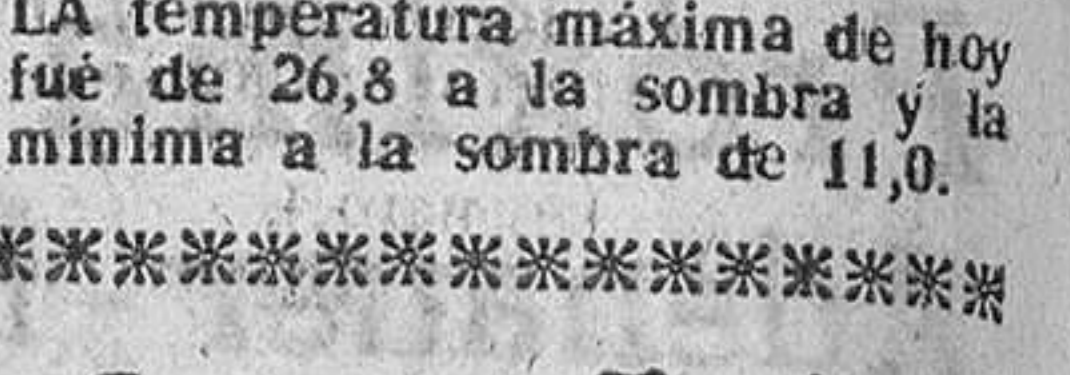 LA temperatura máxima de hoy
fué de 26,8 a la sombra y la
mínima a la sombra de 11,0.